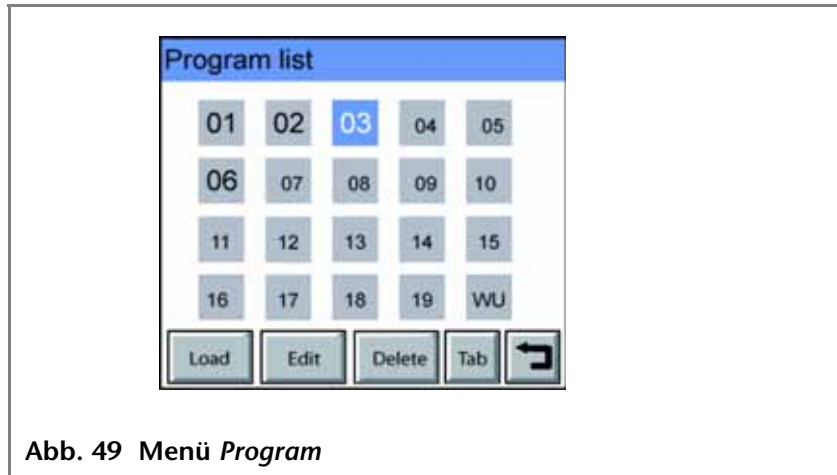 Program list
01 02 03 04 05
06 07 08 09 10
11 12 13 14 15
16 17 18 19 WU
Load Edit Delete Tab
Abb. 49 Menü Program